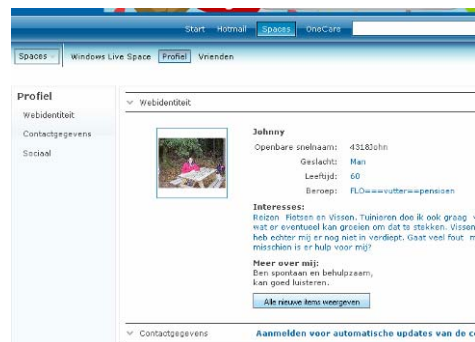 Start Hotmail Spaces OneCare
Spaces Windows Live Space Profiel Vrienden
Profiel
Webidentiteit
Contactgegevens
Sociaal
Webidentiteit
Johnny
Openbare snelnaam: 4318John
Geslacht: Man
Leeftijd: 60
Beroep: FLO===vutter==pensioen
Interesses:
Reizen Fietsen en Vissen. Tuinieren doe ik ook graag
wat er eventueel kan groeien om dat te stekken. Vissen
heb echter mij er nog niet in verdiept. Gaat veel fout
misschien is er hulp voor mij?
Meer over mij:
Ben spontaan en behulpzaam,
kan goed luisteren.
Alle nieuwe items weergeven
Contactgegevens
Aanmelden voor automatische updates van de